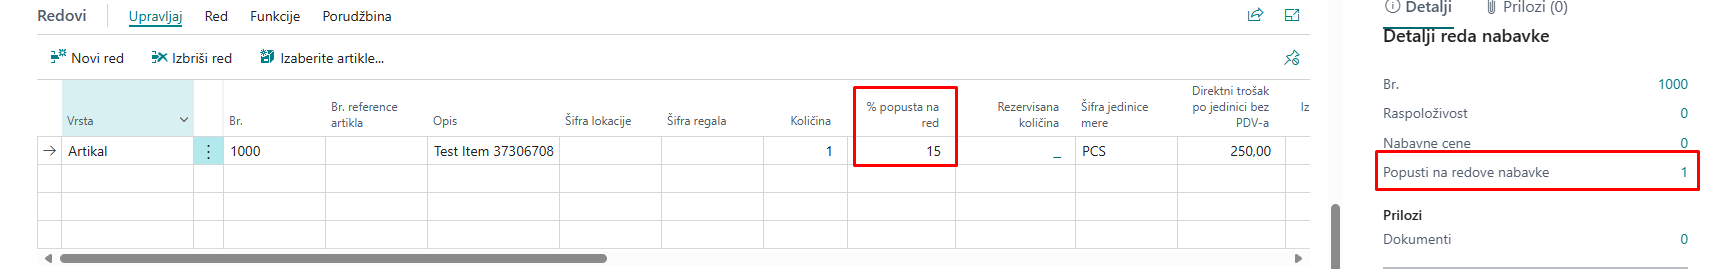 Redovi Upravljaj Red Funkcije Porudžbina
Novi red Izbriši red Izaberite artikle...
Vrsta
Br.
Br. reference
artikla
Opis
Šifra lokacije
Šifra regala
Količina
% popusta na
red
Rezervisana
količina
Šifra jedinice
mere
Direktni trošak
po jedinici bez
PDV-a
Iz
Artikal 1000 Test Item 37306708 1 15 _ PCS 250,00
Detalji Prilozi (0)
Detalji reda nabavke
Br. 1000
Raspoloživost 0
Nabavne cene 0
Popusti na redove nabavke 1
Prilozi
Dokumenti 0